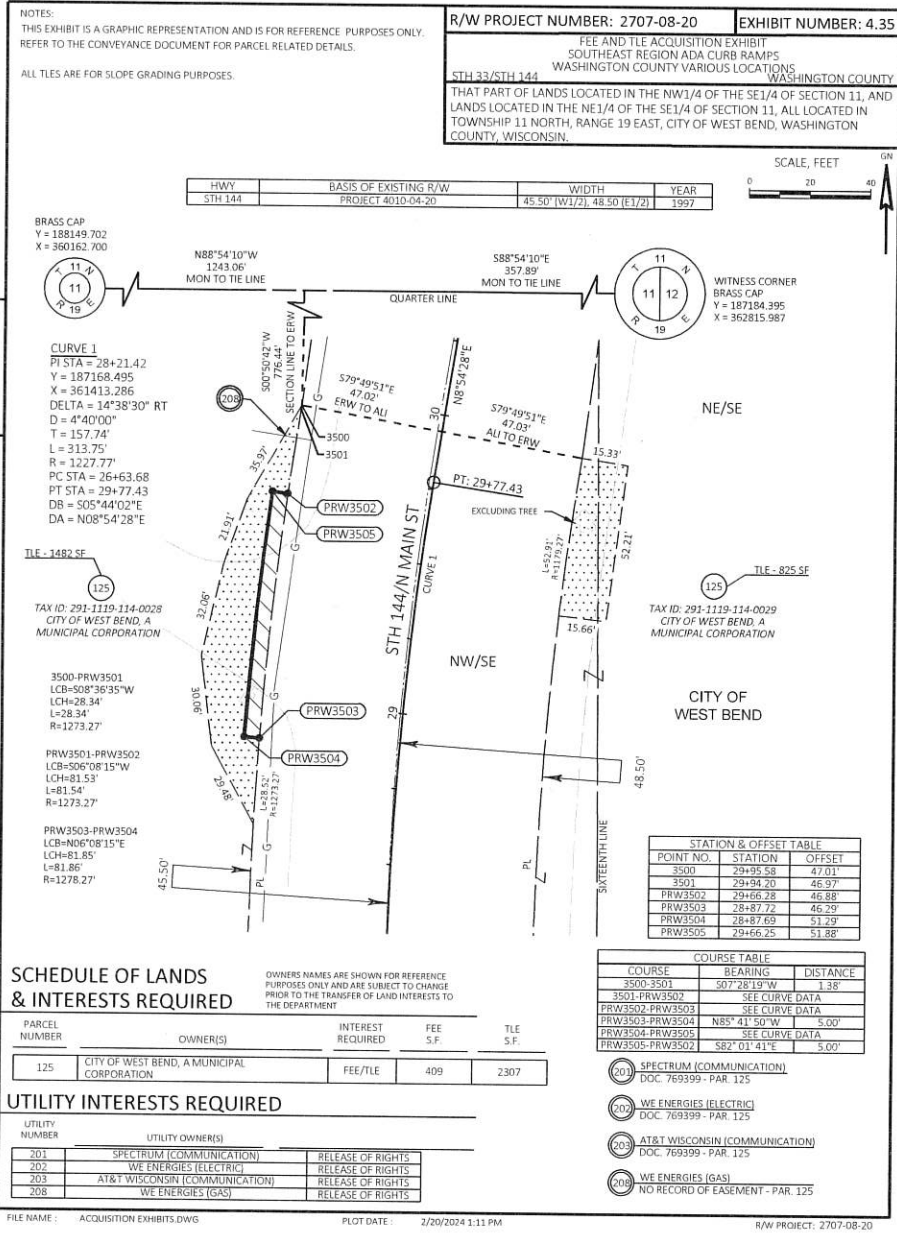 NOTES:
THIS EXHIBIT IS A GRAPHIC REPRESENTATION AND IS FOR REFERENCE PURPOSES ONLY.
REFER TO THE CONVEYANCE DOCUMENT FOR PARCEL RELATED DETAILS.
ALL TLES ARE FOR SLOPE GRADING PURPOSES.
R/W PROJECT NUMBER: 2707-08-20
EXHIBIT NUMBER: 4.35
FEE AND TLE ACQUISITION EXHIBIT
SOUTHEAST REGION ADA CURB RAMPS
WASHINGTON COUNTY VARIOUS LOCATIONS
STH 33/STH 144 WASHINGTON COUNTY
THAT PART OF LANDS LOCATED IN THE NW1/4 OF THE SE1/4 OF SECTION 11, AND
LANDS LOCATED IN THE NE1/4 OF THE SE1/4 OF SECTION 11, ALL LOCATED IN
TOWNSHIP 11 NORTH, RANGE 19 EAST, CITY OF WEST BEND, WASHINGTON
COUNTY, WISCONSIN.
SCALE, FEET
0 20 40
GN
HWY BASIS OF EXISTING R/W WIDTH YEAR
STH 144 PROJECT 4010-04-20 45.50' (W1/2), 48.50 (E1/2) 1997
BRASS CAP
Y = 188149.702
X = 360162.700
T 11 N
11
R 19 E
N88°54'10"W
1243.06'
MON TO TIE LINE
S88°54'10"E
357.89'
MON TO TIE LINE
QUARTER LINE
T 11 N
11 12
R 19 E
WITNESS CORNER
BRASS CAP
Y = 187184.395
X = 362815.987
CURVE 1
PI STA = 28+21.42
Y = 187168.495
X = 361413.286
DELTA = 14°38'30" RT
D = 4°40'00"
T = 157.74'
L = 313.75'
R = 1227.77'
PC STA = 26+63.68
PT STA = 29+77.43
DB = S05°44'02"E
DA = N08°54'28"E
S00°50'42"W
776.44'
SECTION LINE TO ERW
208
S79°49'51"E
47.02'
ERW TO ALI
N8°54'28"E
30
S79°49'51"E
47.03'
ALI TO ERW
NE/SE
3500
3501
15.33'
PT: 29+77.43
EXCLUDING TREE
35.97'
PRW3502
PRW3505
21.91'
L=52.91'
R=1179.27'
52.21'
TLE - 1482 SF
125
TAX ID: 291-1119-114-0028
CITY OF WEST BEND, A
MUNICIPAL CORPORATION
32.06'
STH 144/N MAIN ST
CURVE 1
15.66'
TLE - 825 SF
125
TAX ID: 291-1119-114-0029
CITY OF WEST BEND, A
MUNICIPAL CORPORATION
NW/SE
CITY OF
WEST BEND
3500-PRW3501
LCB=S08°36'35"W
LCH=28.34'
L=28.34'
R=1273.27'
30.06'
G
G
G
G
29
PRW3503
PRW3504
PRW3501-PRW3502
LCB=S06°08'15"W
LCH=81.53'
L=81.54'
R=1273.27'
29.48'
L=28.52'
R=1273.27'
48.50'
PRW3503-PRW3504
LCB=N06°08'15"E
LCH=81.85'
L=81.86'
R=1278.27'
45.50'
PL
PL
SIXTEENTH LINE
STATION & OFFSET TABLE
POINT NO. STATION OFFSET
3500 29+95.58 47.01'
3501 29+94.20 46.97'
PRW3502 29+66.28 46.88'
PRW3503 28+87.72 46.29'
PRW3504 28+87.69 51.29'
PRW3505 29+66.25 51.88'
COURSE TABLE
COURSE BEARING DISTANCE
3500-3501 S07°28'19"W 1.38'
3501-PRW3502 SEE CURVE DATA
PRW3502-PRW3503 SEE CURVE DATA
PRW3503-PRW3504 N85° 41' 50"W 5.00'
PRW3504-PRW3505 SEE CURVE DATA
PRW3505-PRW3502 S82° 01' 41"E 5.00'
SCHEDULE OF LANDS
& INTERESTS REQUIRED
OWNERS NAMES ARE SHOWN FOR REFERENCE
PURPOSES ONLY AND ARE SUBJECT TO CHANGE
PRIOR TO THE TRANSFER OF LAND INTERESTS TO
THE DEPARTMENT
PARCEL NUMBER OWNER(S) INTEREST REQUIRED FEE S.F. TLE S.F.
125 CITY OF WEST BEND, A MUNICIPAL CORPORATION FEE/TLE 409 2307
UTILITY INTERESTS REQUIRED
UTILITY NUMBER UTILITY OWNER(S)
201 SPECTRUM (COMMUNICATION) RELEASE OF RIGHTS
202 WE ENERGIES (ELECTRIC) RELEASE OF RIGHTS
203 AT&T WISCONSIN (COMMUNICATION) RELEASE OF RIGHTS
208 WE ENERGIES (GAS) RELEASE OF RIGHTS
201 SPECTRUM (COMMUNICATION)
DOC. 769399 - PAR. 125
202 WE ENERGIES (ELECTRIC)
DOC. 769399 - PAR. 125
203 AT&T WISCONSIN (COMMUNICATION)
DOC. 769399 - PAR. 125
208 WE ENERGIES (GAS)
NO RECORD OF EASEMENT - PAR. 125
FILE NAME : ACQUISITION EXHIBITS.DWG
PLOT DATE : 2/20/2024 1:11 PM
R/W PROJECT: 2707-08-20